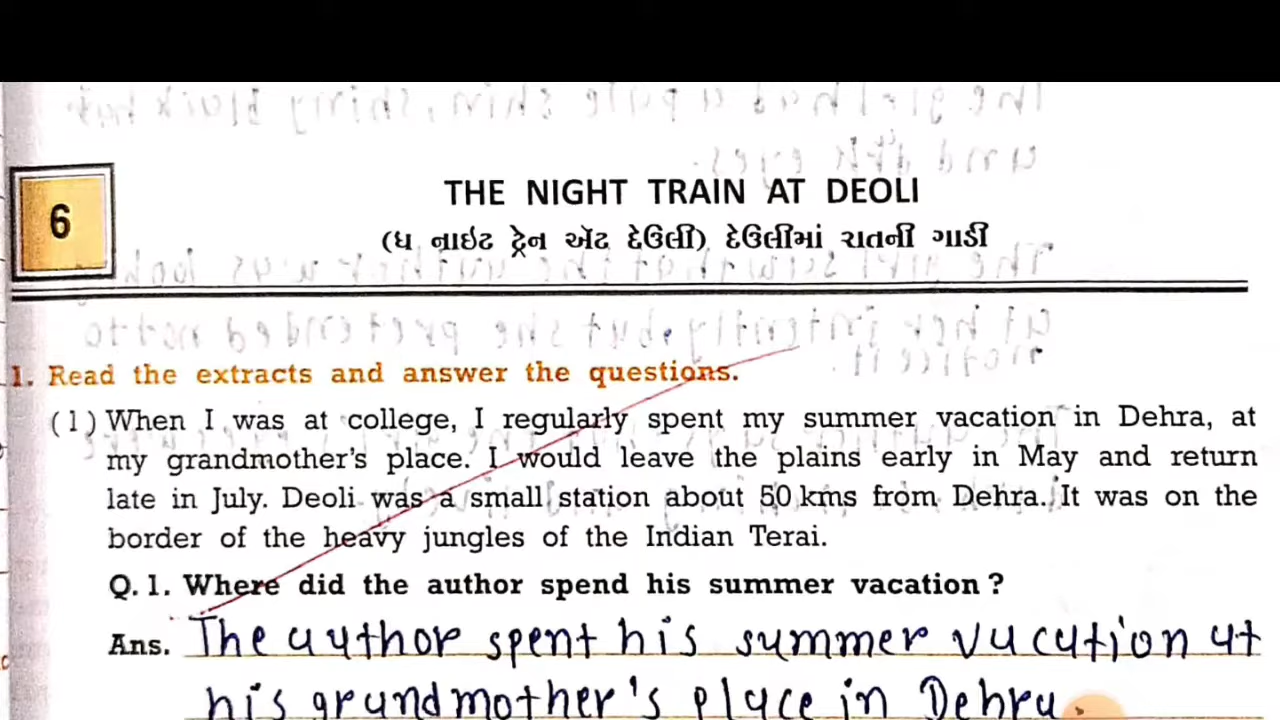 6
THE NIGHT TRAIN AT DEOLI
(ધ નાઇટ ટ્રેન ઍટ દેઉલી) દેઉલીમાં રાતની ગાડી
1. Read the extracts and answer the questions.
(1) When I was at college, I regularly spent my summer vacation in Dehra, at
my grandmother's place. I would leave the plains early in May and return
late in July. Deoli was a small station about 50 kms from Dehra. It was on the
border of the heavy jungles of the Indian Terai.
Q. 1. Where did the author spend his summer vacation ?
Ans. The author spent his summer vacation at
his grandmother's place in Dehra.